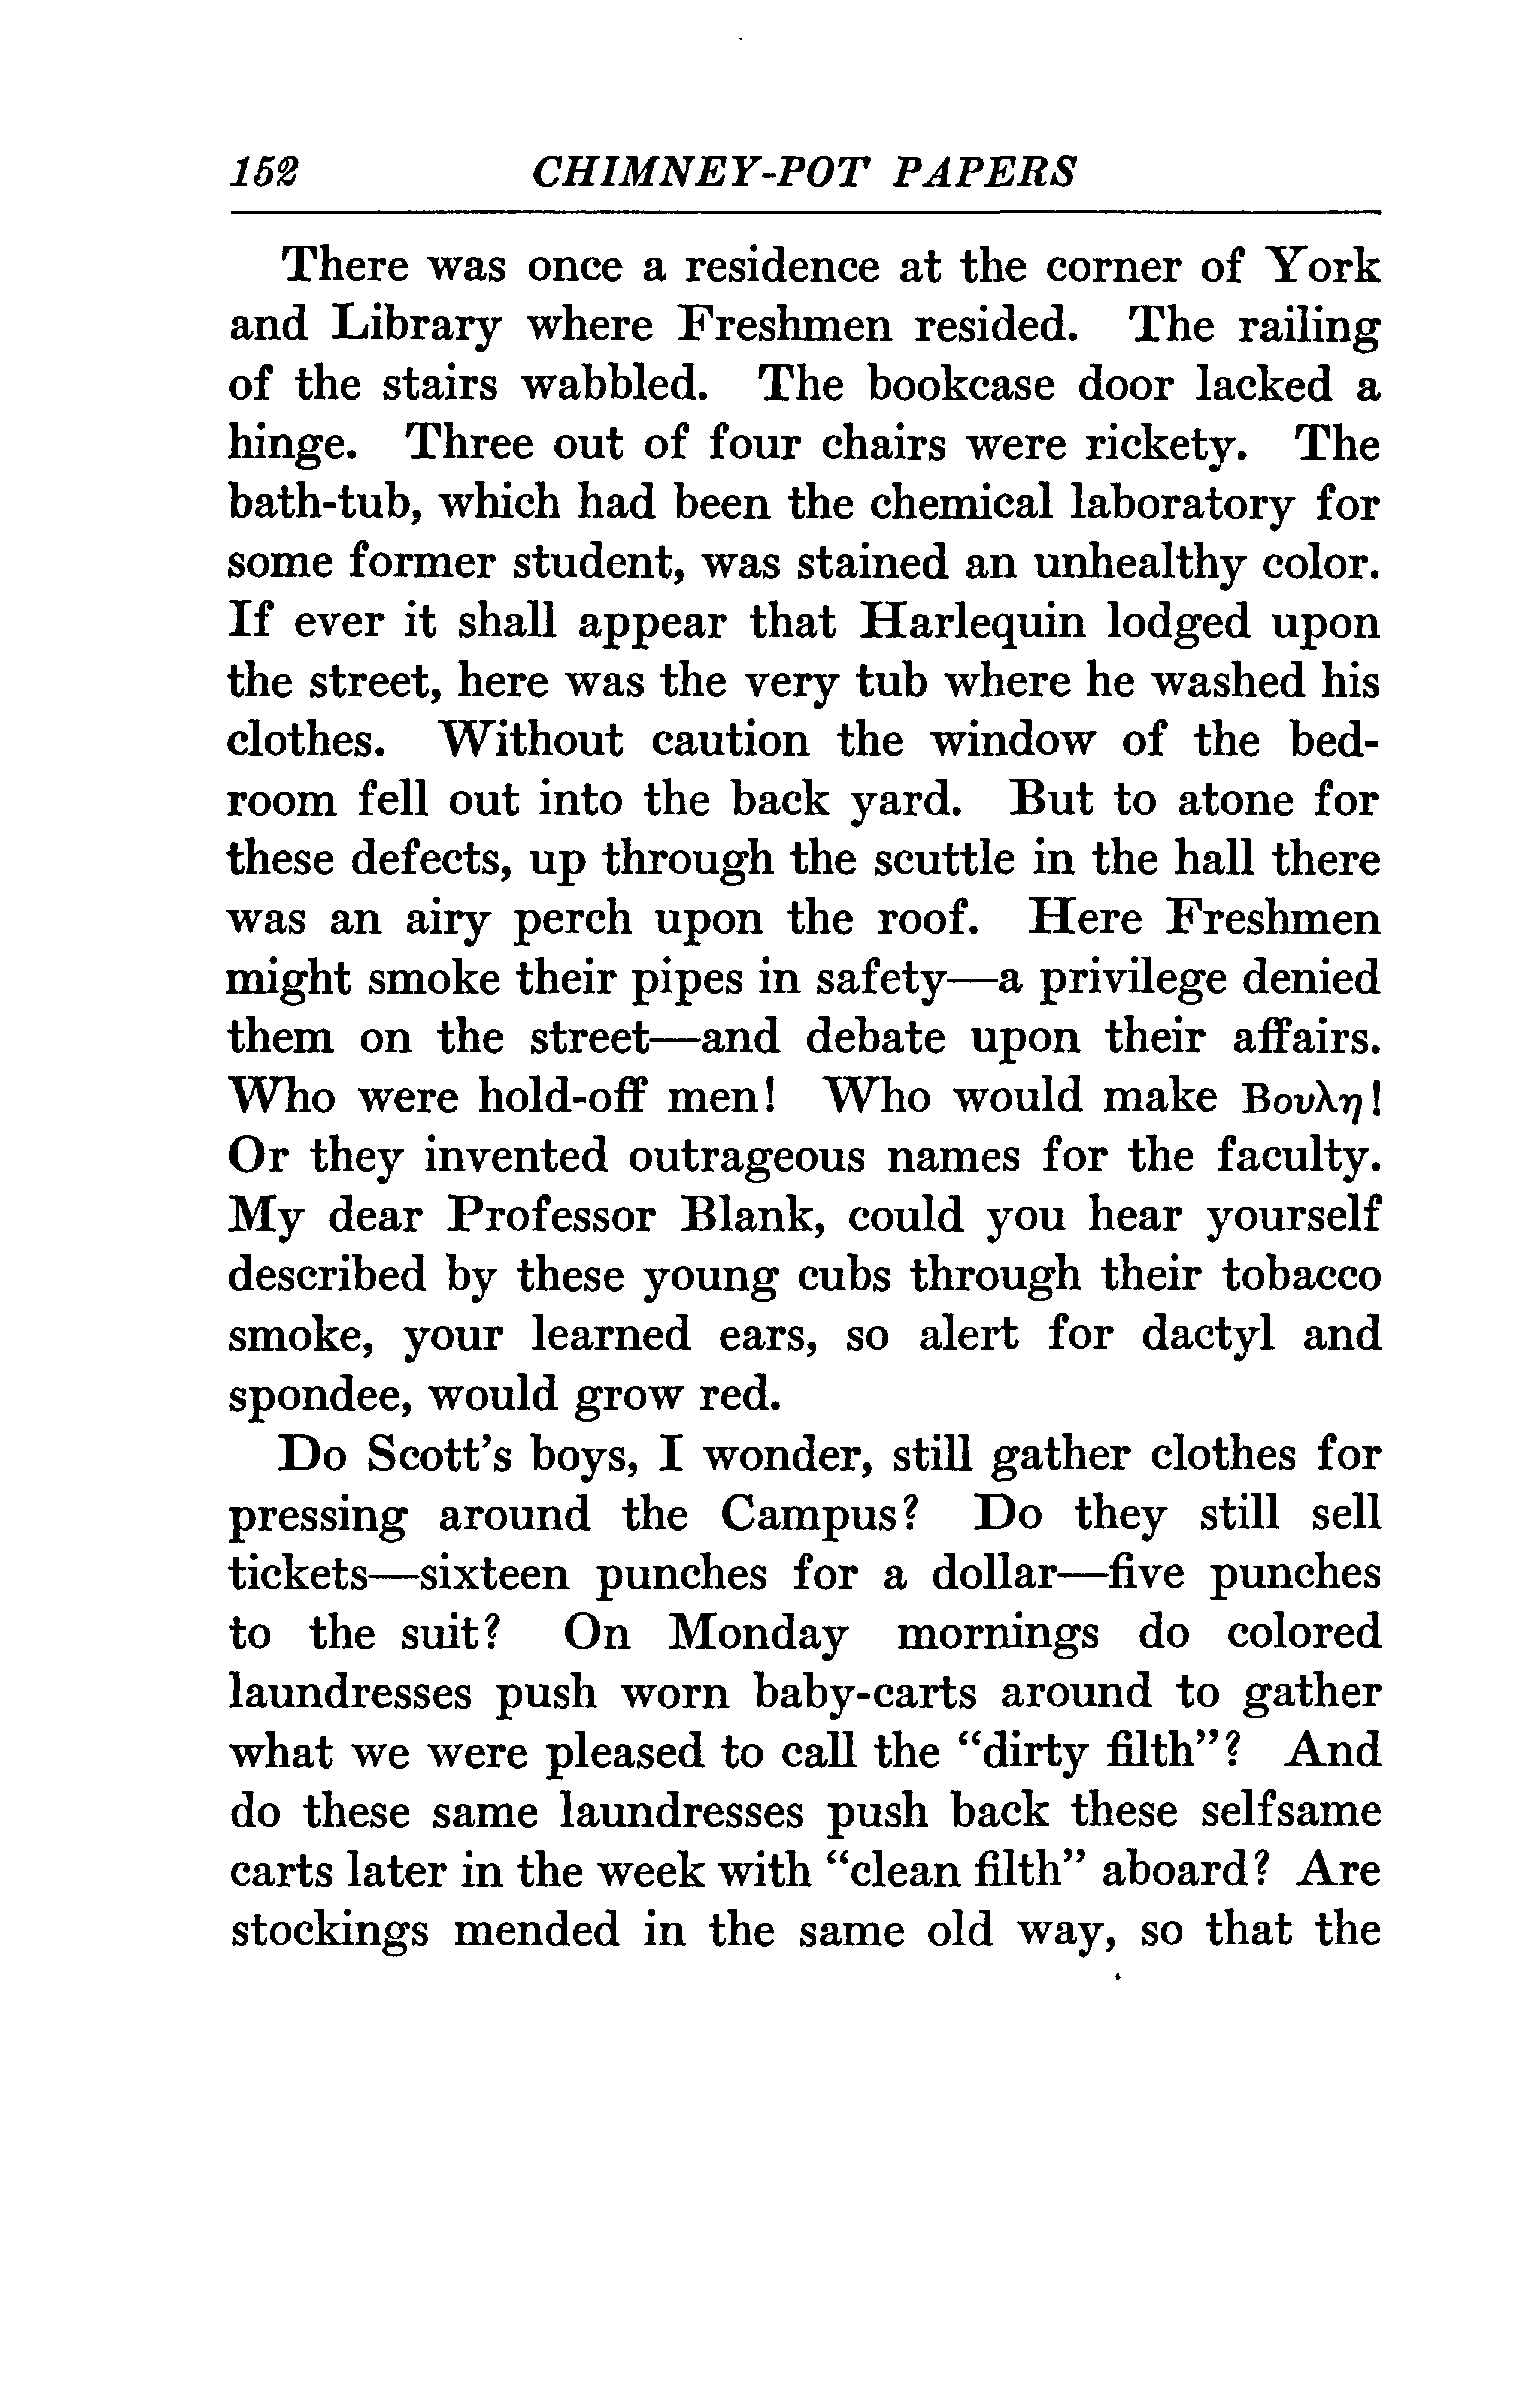 152 CHIMNEY-POT PAPERS
There was once a residence at the corner of York
and Library where Freshmen resided. The railing
of the stairs wabbled. The bookcase door lacked a
hinge. Three out of four chairs were rickety. The
bath-tub, which had been the chemical laboratory for
some former student, was stained an unhealthy color.
If ever it shall appear that Harlequin lodged upon
the street, here was the very tub where he washed his
clothes. Without caution the window of the bed-
room fell out into the back yard. But to atone for
these defects, up through the scuttle in the hall there
was an airy perch upon the roof. Here Freshmen
might smoke their pipes in safety—a privilege denied
them on the street—and debate upon their affairs.
Who were hold-off men! Who would make Βουλη!
Or they invented outrageous names for the faculty.
My dear Professor Blank, could you hear yourself
described by these young cubs through their tobacco
smoke, your learned ears, so alert for dactyl and
spondee, would grow red.
Do Scott's boys, I wonder, still gather clothes for
pressing around the Campus? Do they still sell
tickets—sixteen punches for a dollar—five punches
to the suit? On Monday mornings do colored
laundresses push worn baby-carts around to gather
what we were pleased to call the “dirty filth”? And
do these same laundresses push back these selfsame
carts later in the week with “clean filth” aboard? Are
stockings mended in the same old way, so that the